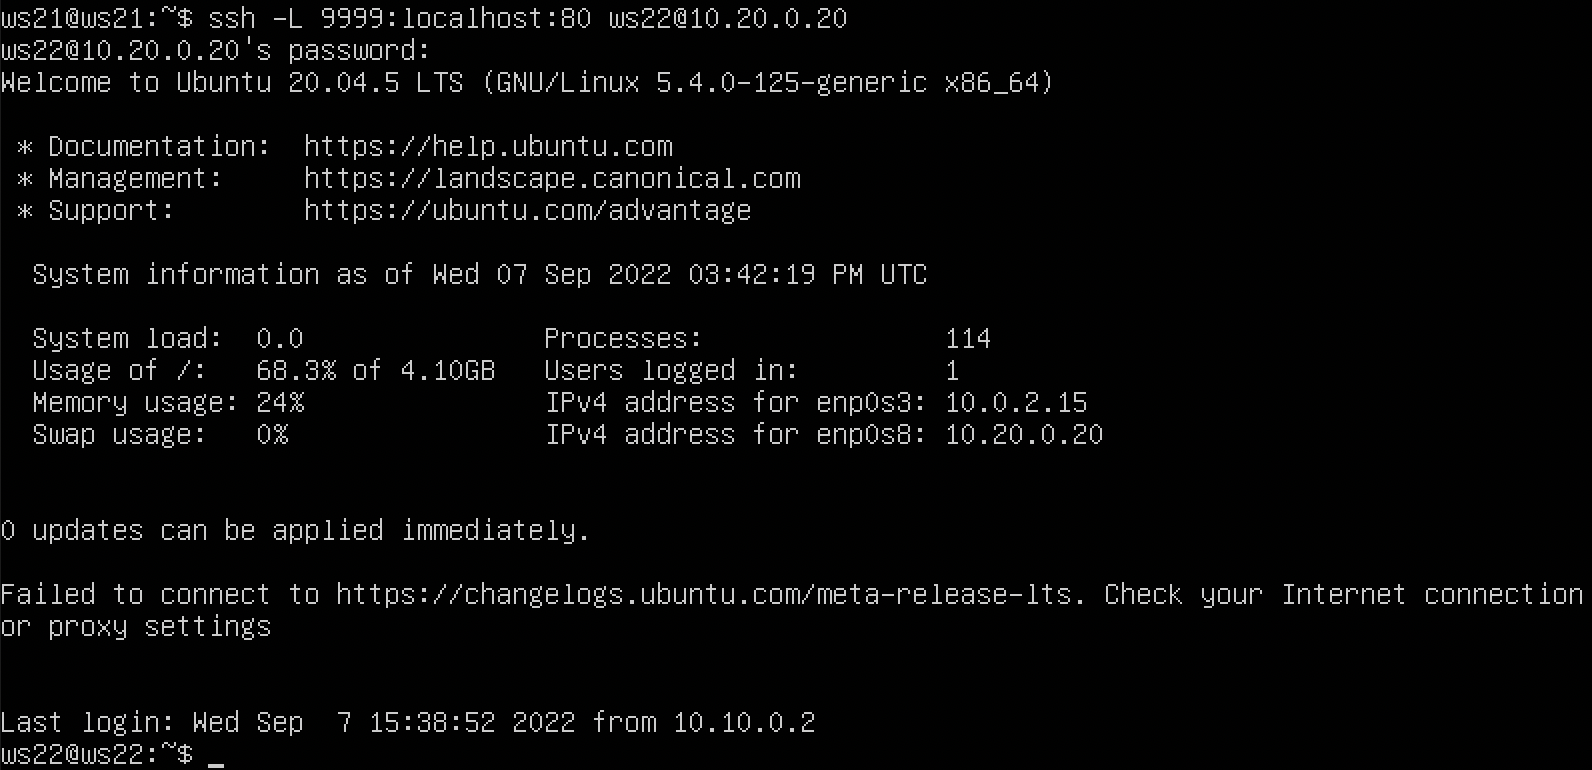 ws21@ws21:~$ ssh -L 9999:localhost:80 ws22@10.20.0.20
ws22@10.20.0.20's password:
Welcome to Ubuntu 20.04.5 LTS (GNU/Linux 5.4.0-125-generic x86_64)

 * Documentation:  https://help.ubuntu.com
 * Management:     https://landscape.canonical.com
 * Support:        https://ubuntu.com/advantage

  System information as of Wed 07 Sep 2022 03:42:19 PM UTC

  System load:  0.0               Processes:               114
  Usage of /:   68.3% of 4.10GB   Users logged in:         1
  Memory usage: 24%               IPv4 address for enp0s3: 10.0.2.15
  Swap usage:   0%                IPv4 address for enp0s8: 10.20.0.20


0 updates can be applied immediately.

Failed to connect to https://changelogs.ubuntu.com/meta-release-lts. Check your Internet connection
or proxy settings


Last login: Wed Sep  7 15:38:52 2022 from 10.10.0.2
ws22@ws22:~$ _